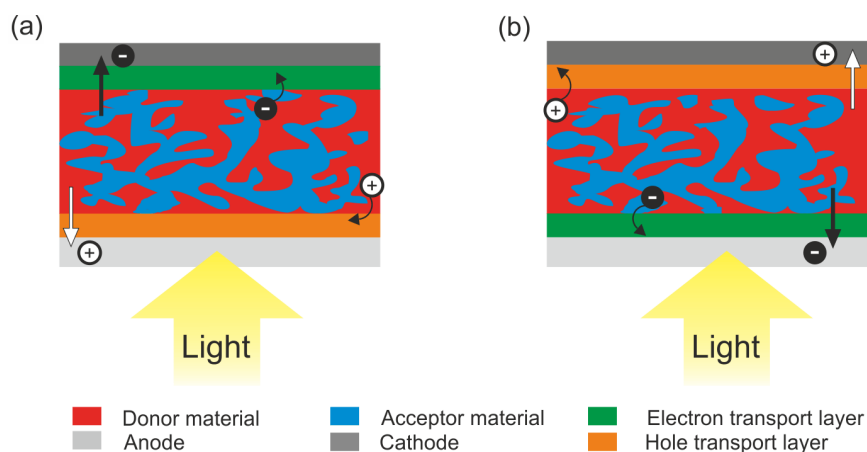 (a)
(b)
Light
Light
Donor material
Acceptor material
Electron transport layer
Anode
Cathode
Hole transport layer